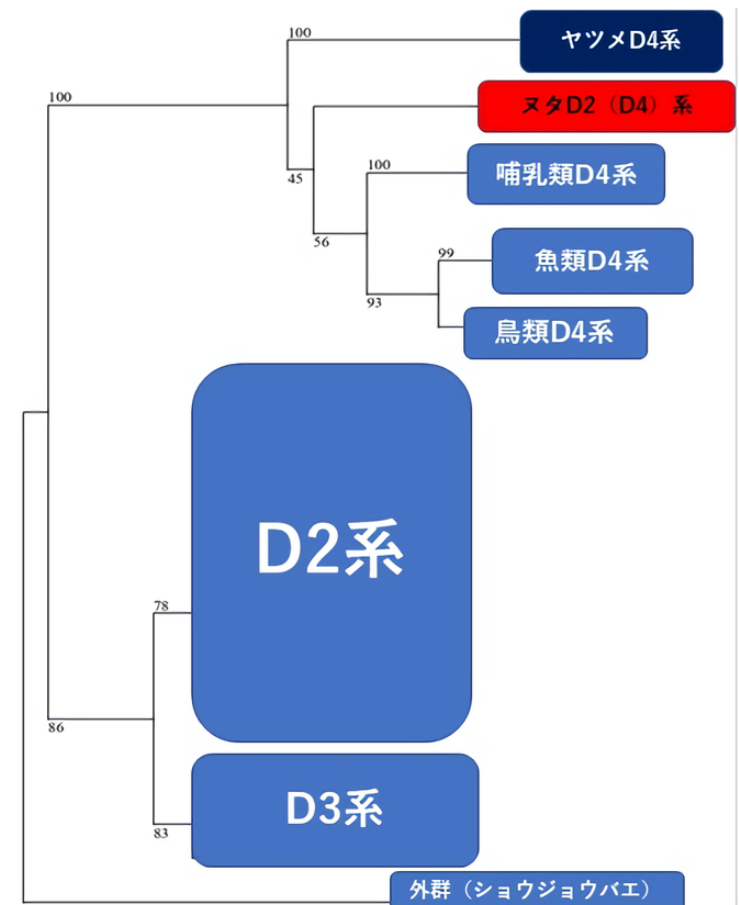 100
ヤツメD4系
100
ヌタD2（D4）系
100
哺乳類D4系
45
56
99
魚類D4系
93
鳥類D4系
D2系
78
86
D3系
83
外群（ショウジョウバエ）